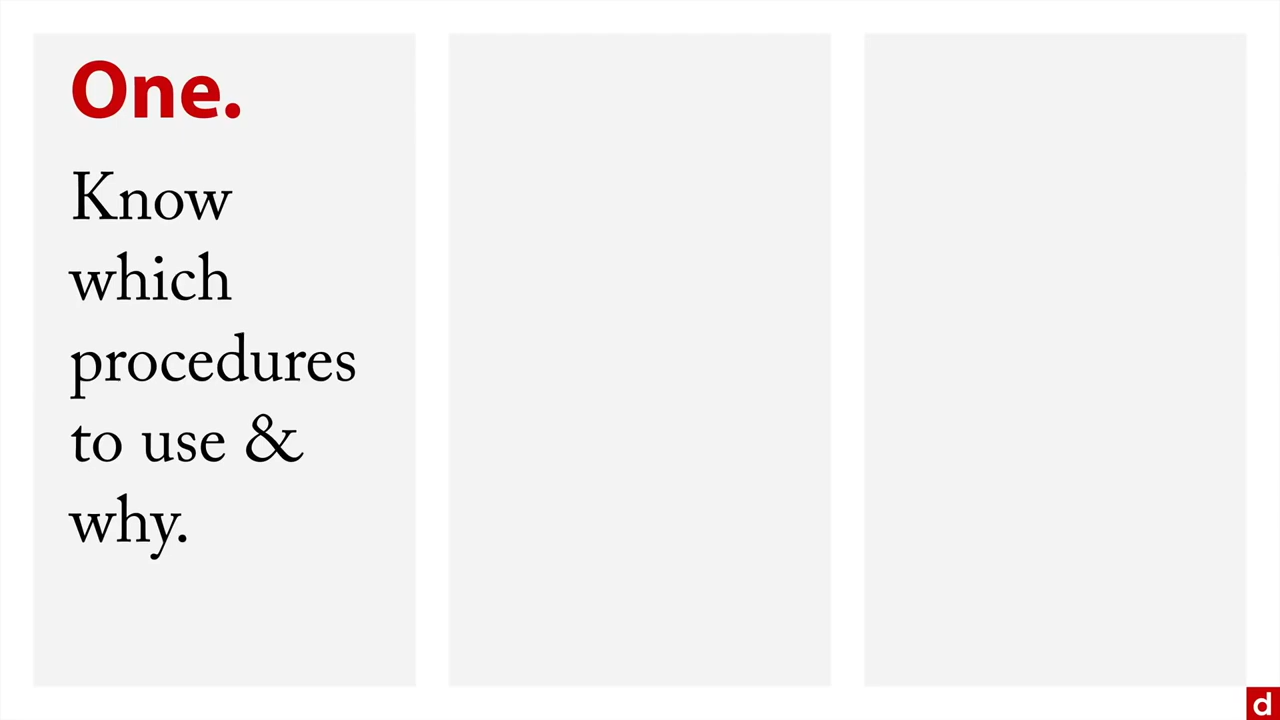 One.
Know
which
procedures
to use &
why.
d